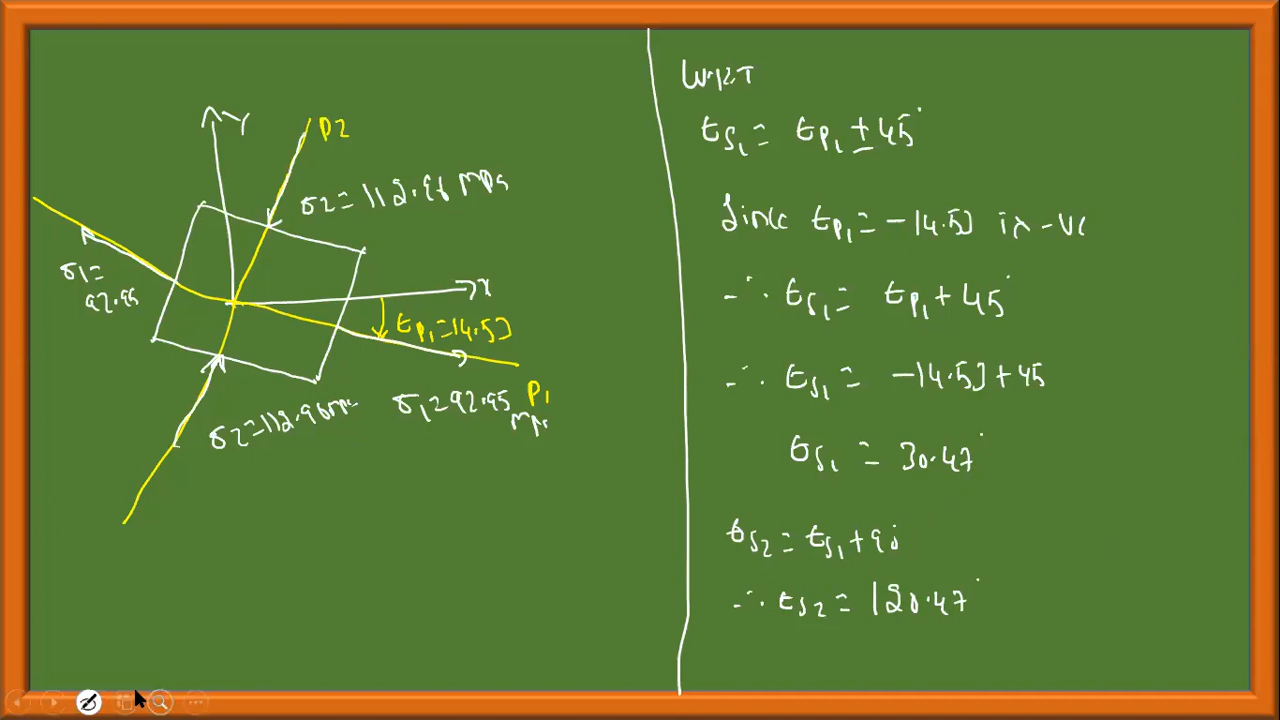 Y
P2
σ2 = 112.96 MPa
σ1 =
92.95
x
θP1 = 14.53
σ2 = 112.96 MPa
σ1 = 92.95 P1
MPa
W.K.T
θS1 = θP1 ± 45°
Since θP1 = -14.53 is -ve
∴ θS1 = θP1 + 45°
∴ θS1 = -14.53 + 45
θS1 = 30.47°
θS2 = θS1 + 90
∴ θS2 = 120.47°